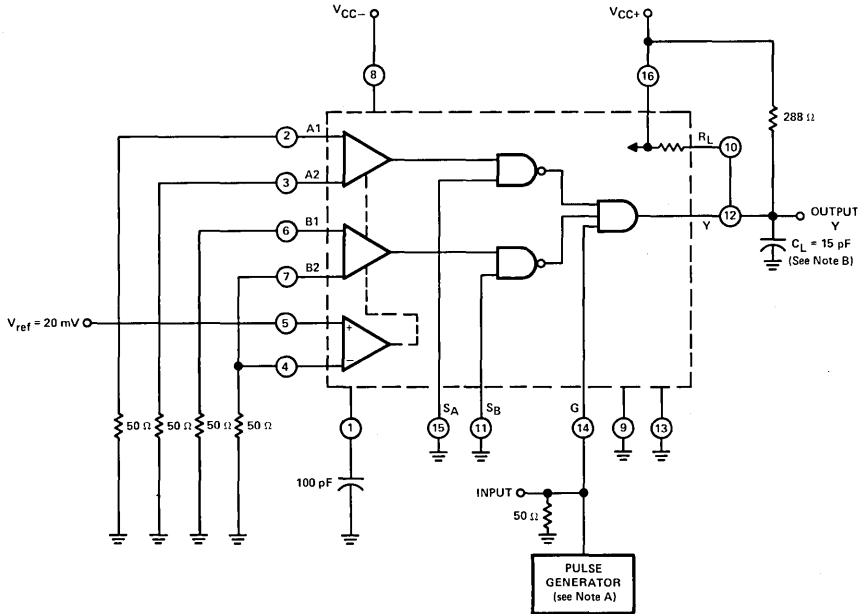 VCC−
VCC+
8
16
288 Ω
2 A1
RL
10
3 A2
6 B1
Y
12
OUTPUT
Y
CL = 15 pF
(See Note B)
7 B2
Vref = 20 mV
5
+
4
−
50 Ω
50 Ω
50 Ω
50 Ω
1
SA
15
SB
11
G
14
9
13
100 pF
INPUT
50 Ω
PULSE
GENERATOR
(see Note A)